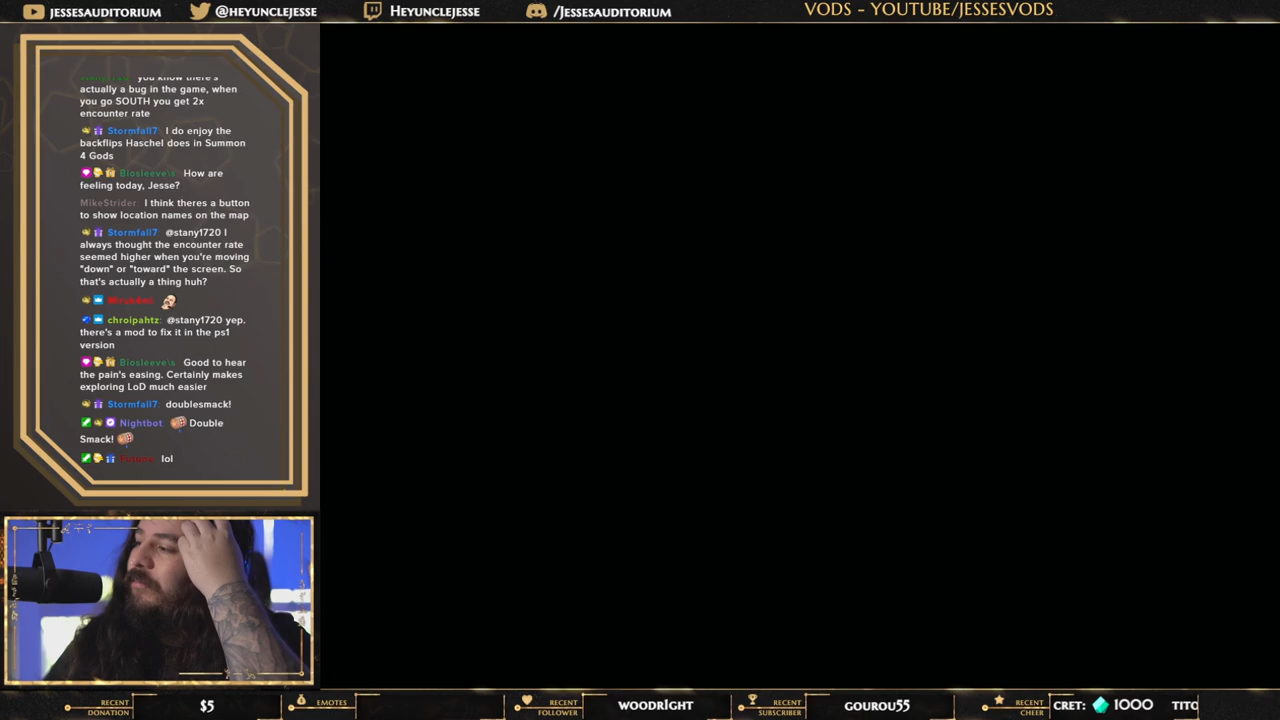 JESSESAUDITORIUM @HEYUNCLEJESSE HEYUNCLEJESSE /JESSESAUDITORIUM VODS - YOUTUBE/JESSESVODS
you know there's
actually a bug in the game, when
you go SOUTH you get 2x
encounter rate
Stormfall7: I do enjoy the
backflips Haschel does in Summon
4 Gods
Biosleeve\s How are
feeling today, Jesse?
MikeStrider I think theres a button
to show location names on the map
Stormfall7: @stany1720 I
always thought the encounter rate
seemed higher when you're moving
"down" or "toward" the screen. So
that's actually a thing huh?
chroipahtz: @stany1720 yep.
there's a mod to fix it in the ps1
version
Biosleeve\s Good to hear
the pain's easing. Certainly makes
exploring LoD much easier
Stormfall7: doublesmack!
Nightbot: Double
Smack!
lol
RECENT DONATION $5 EMOTES RECENT FOLLOWER WOODR1GHT RECENT SUBSCRIBER GOUROU55 RECENT CHEER CRET: 1000 TITO